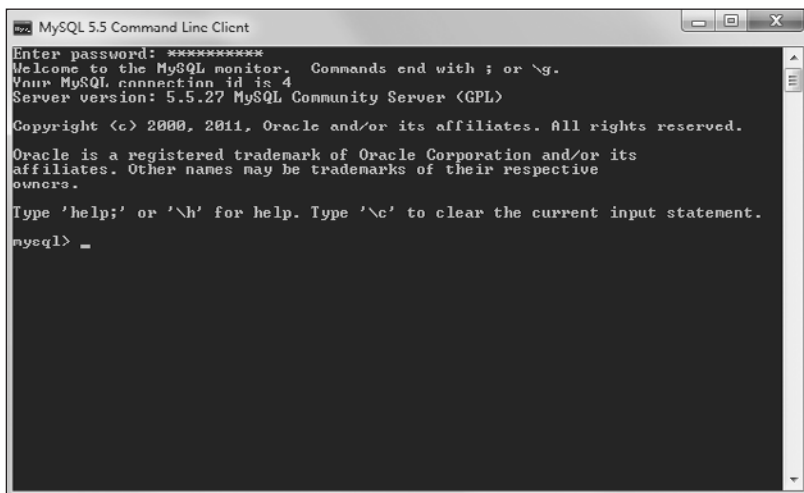 MySQL 5.5 Command Line Client
Enter password: **********
Welcome to the MySQL monitor.  Commands end with ; or \g.
Your MySQL connection id is 4
Server version: 5.5.27 MySQL Community Server (GPL)
Copyright (c) 2000, 2011, Oracle and/or its affiliates. All rights reserved.
Oracle is a registered trademark of Oracle Corporation and/or its
affiliates. Other names may be trademarks of their respective
owners.
Type 'help;' or '\h' for help. Type '\c' to clear the current input statement.
mysql> _